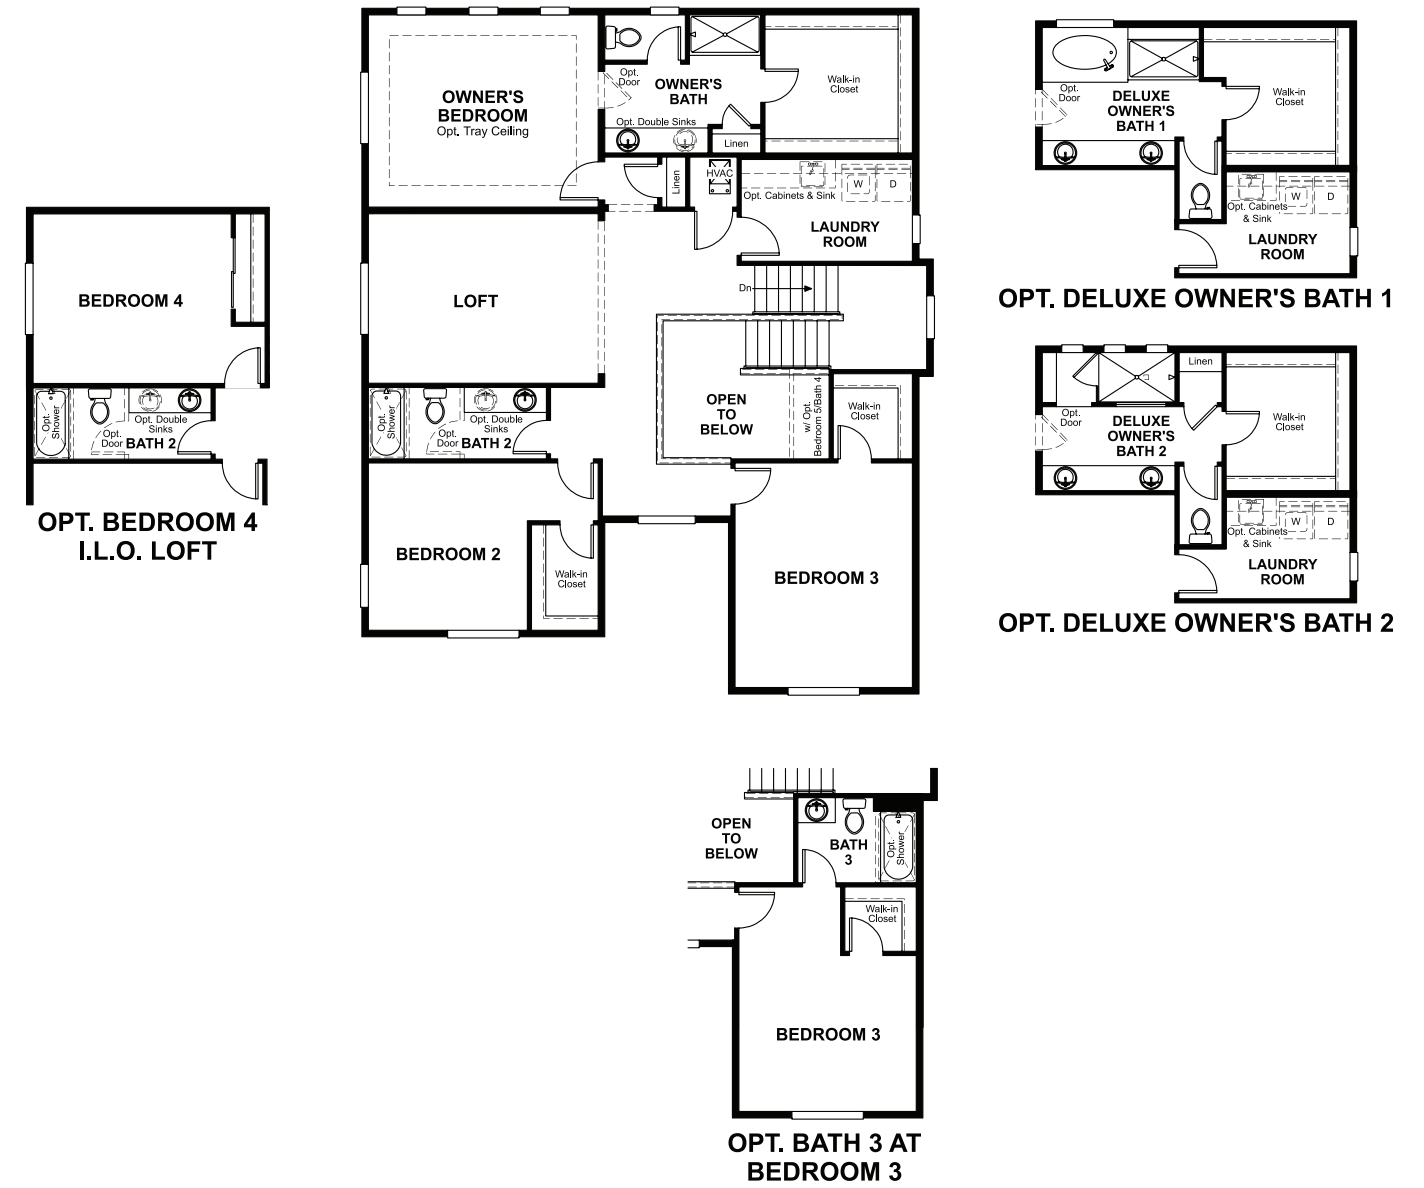 OWNER'S
BEDROOM
Opt. Tray Ceiling
Opt.
Door
OWNER'S
BATH
Opt. Double Sinks
Linen
Walk-in
Closet
Linen
HVAC
Opt. Cabinets & Sink
W
D
LAUNDRY
ROOM
LOFT
Dn
OPEN
TO
BELOW
w/ Opt.
Bedroom 5/Bath 4
Walk-in
Closet
Opt.
Shower
Opt.
Door
Opt. Double
Sinks
BATH 2
BEDROOM 2
Walk-in
Closet
BEDROOM 3
BEDROOM 4
Opt.
Shower
Opt.
Door
Opt. Double
Sinks
BATH 2
OPT. BEDROOM 4
I.L.O. LOFT
Opt.
Door
DELUXE
OWNER'S
BATH 1
Walk-in
Closet
Opt. Cabinets
& Sink
W
D
LAUNDRY
ROOM
OPT. DELUXE OWNER'S BATH 1
Linen
Opt.
Door
DELUXE
OWNER'S
BATH 2
Walk-in
Closet
Opt. Cabinets
& Sink
W
D
LAUNDRY
ROOM
OPT. DELUXE OWNER'S BATH 2
OPEN
TO
BELOW
BATH
3
Opt.
Shower
Walk-in
Closet
BEDROOM 3
OPT. BATH 3 AT
BEDROOM 3